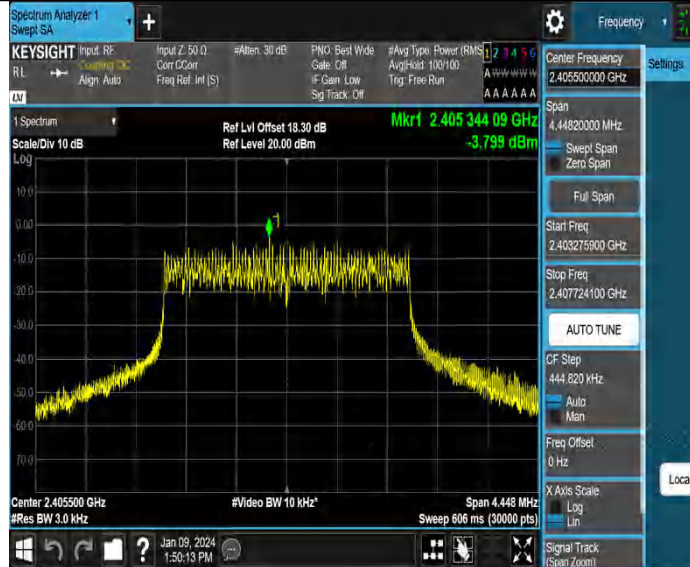 Spectrum Analyzer 1
Swept SA
+
Frequency
KEYSIGHT
RL
Input: RF
Coupling: DC
Align: Auto
Input Z: 50 Ω
Corr CCorr
Freq Ref: Int (S)
#Atten: 30 dB
PNO: Best Wide
Gate: Off
IF Gain: Low
Sig Track: Off
#Avg Type: Power (RMS
Avg|Hold: 100/100
Trig: Free Run
1 2 3 4 5 6
A W W W W W
A A A A A A
LXI
1 Spectrum
Scale/Div 10 dB
Ref Lvl Offset 18.30 dB
Ref Level 20.00 dBm
Mkr1 2.405 344 09 GHz
-3.799 dBm
Log
10.0
0.00
-10.0
-20.0
-30.0
-40.0
-50.0
-60.0
-70.0
1
Center 2.405500 GHz
#Res BW 3.0 kHz
#Video BW 10 kHz*
Span 4.448 MHz
Sweep 606 ms (30000 pts)
?
Jan 09, 2024
1:50:13 PM
Center Frequency
2.405500000 GHz
Span
4.44820000 MHz
Swept Span
Zero Span
Full Span
Start Freq
2.403275900 GHz
Stop Freq
2.407724100 GHz
AUTO TUNE
CF Step
444.820 kHz
Auto
Man
Freq Offset
0 Hz
X Axis Scale
Log
Lin
Signal Track
(Span Zoom)
Settings
Loca